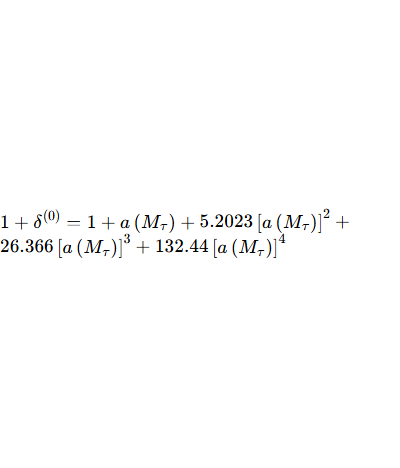 1 + δ⁽⁰⁾ = 1 + a (M_τ) + 5.2023 [a (M_τ)]² +
26.366 [a (M_τ)]³ + 132.44 [a (M_τ)]⁴